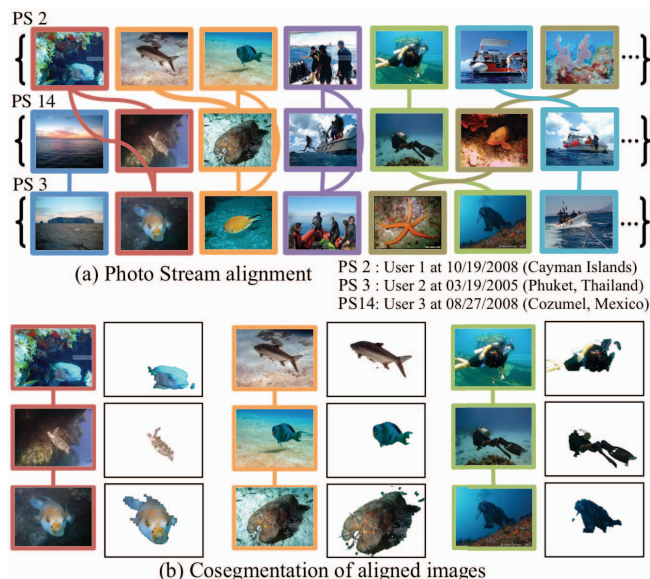 PS 2
PS 14
PS 3
(a) Photo Stream alignment
PS 2 : User 1 at 10/19/2008 (Cayman Islands)
PS 3 : User 2 at 03/19/2005 (Phuket, Thailand)
PS14: User 3 at 08/27/2008 (Cozumel, Mexico)
(b) Cosegmentation of aligned images